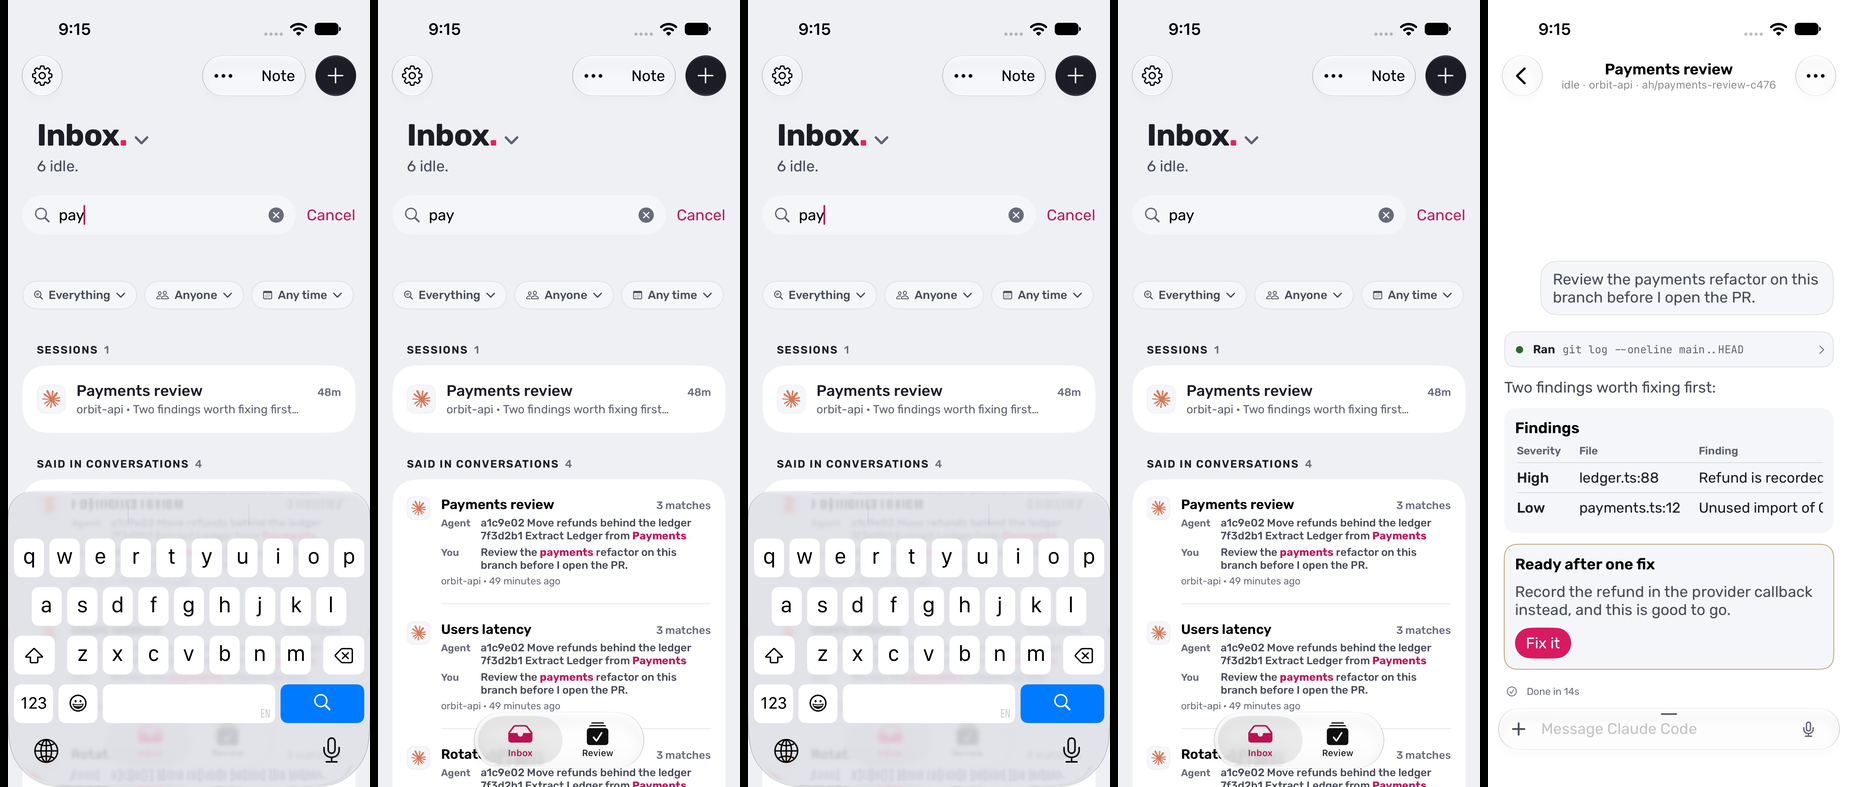 9:15
Note
Inbox.
6 idle.
pay
Cancel
Everything
Anyone
Any time
SESSIONS 1
Payments review
48m
orbit-api • Two findings worth fixing first...
SAID IN CONVERSATIONS 4
q w e r t y u i o p
a s d f g h j k l
z x c v b n m
123
EN
9:15
Note
Inbox.
6 idle.
pay
Cancel
Everything
Anyone
Any time
SESSIONS 1
Payments review
48m
orbit-api • Two findings worth fixing first...
SAID IN CONVERSATIONS 4
Payments review
3 matches
Agent a1c9e02 Move refunds behind the ledger
7f3d2b1 Extract Ledger from Payments
You Review the payments refactor on this
branch before I open the PR.
orbit-api • 49 minutes ago
Users latency
3 matches
Agent a1c9e02 Move refunds behind the ledger
7f3d2b1 Extract Ledger from Payments
You Review the payments refactor on this
branch before I open the PR.
orbit-api • 49 minutes ago
Inbox
Review
3 matches
Agent a1c9e02 Move refunds behind the ledger
7f3d2b1 Extract Ledger from Payments
9:15
Note
Inbox.
6 idle.
pay
Cancel
Everything
Anyone
Any time
SESSIONS 1
Payments review
48m
orbit-api • Two findings worth fixing first...
SAID IN CONVERSATIONS 4
q w e r t y u i o p
a s d f g h j k l
z x c v b n m
123
EN
9:15
Note
Inbox.
6 idle.
pay
Cancel
Everything
Anyone
Any time
SESSIONS 1
Payments review
48m
orbit-api • Two findings worth fixing first...
SAID IN CONVERSATIONS 4
Payments review
3 matches
Agent a1c9e02 Move refunds behind the ledger
7f3d2b1 Extract Ledger from Payments
You Review the payments refactor on this
branch before I open the PR.
orbit-api • 49 minutes ago
Users latency
3 matches
Agent a1c9e02 Move refunds behind the ledger
7f3d2b1 Extract Ledger from Payments
You Review the payments refactor on this
branch before I open the PR.
orbit-api • 49 minutes ago
Inbox
Review
3 matches
Agent a1c9e02 Move refunds behind the ledger
7f3d2b1 Extract Ledger from Payments
9:15
Payments review
idle · orbit-api · ah/payments-review-c476
Review the payments refactor on this
branch before I open the PR.
Ran git log --oneline main..HEAD
Two findings worth fixing first:
Findings
Severity File Finding
High ledger.ts:88 Refund is recorded
Low payments.ts:12 Unused import of
Ready after one fix
Record the refund in the provider callback
instead, and this is good to go.
Fix it
Done in 14s
Message Claude Code